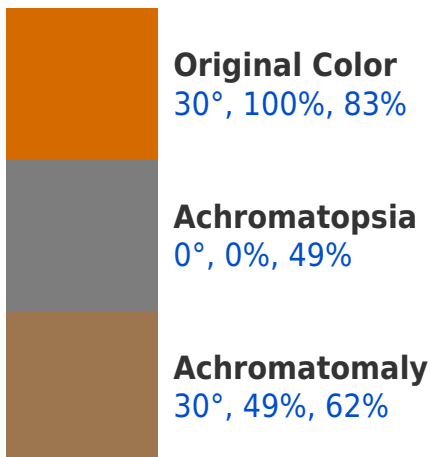 Original Color
30°, 100%, 83%
Achromatopsia
0°, 0%, 49%
Achromatomaly
30°, 49%, 62%